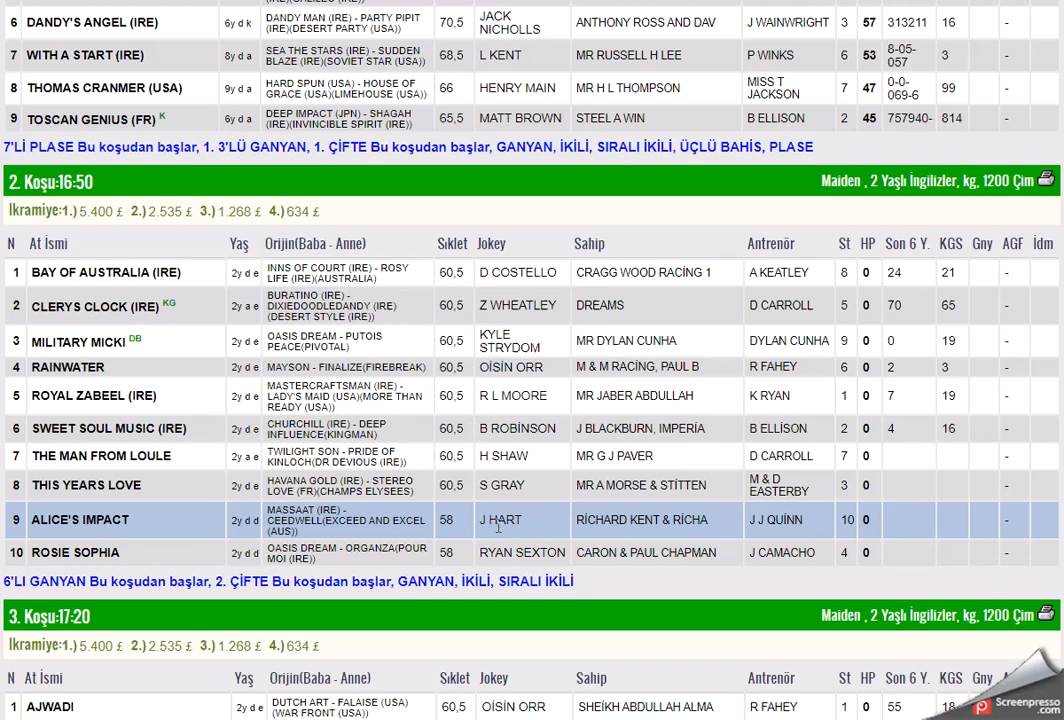 6 DANDY'S ANGEL (IRE) 6y d k DANDY MAN (IRE) - PARTY PIPIT (IRE)(DESERT PARTY (USA)) 70,5 JACK NICHOLLS ANTHONY ROSS AND DAV J WAINWRIGHT 3 57 313211 16 -
7 WITH A START (IRE) 8y d a SEA THE STARS (IRE) - SUDDEN BLAZE (IRE)(SOVIET STAR (USA)) 68,5 L KENT MR RUSSELL H LEE P WINKS 6 53 8-05-057 3 -
8 THOMAS CRANMER (USA) 9y d a HARD SPUN (USA) - HOUSE OF GRACE (USA)(LIMEHOUSE (USA)) 66 HENRY MAIN MR H L THOMPSON MISS T JACKSON 7 47 0-0-069-6 99 -
9 TOSCAN GENIUS (FR) K 6y d a DEEP IMPACT (JPN) - SHAGAH (IRE)(INVINCIBLE SPIRIT (IRE)) 65,5 MATT BROWN STEEL A WIN B ELLISON 2 45 757940- 814 -
7'Lİ PLASE Bu koşudan başlar, 1. 3'LÜ GANYAN, 1. ÇİFTE Bu koşudan başlar, GANYAN, İKİLİ, SIRALI İKİLİ, ÜÇLÜ BAHİS, PLASE
2. Koşu:16:50 Maiden , 2 Yaşlı İngilizler, kg, 1200 Çim
Ikramiye:1.) 5.400 £ 2.) 2.535 £ 3.) 1.268 £ 4.) 634 £
N At İsmi Yaş Orijin(Baba - Anne) Sıklet Jokey Sahip Antrenör St HP Son 6 Y. KGS Gny AGF İdm
1 BAY OF AUSTRALIA (IRE) 2y d e INNS OF COURT (IRE) - ROSY LIFE (IRE)(AUSTRALIA) 60,5 D COSTELLO CRAGG WOOD RACİNG 1 A KEATLEY 8 0 24 21 -
2 CLERYS CLOCK (IRE) KG 2y a e BURATINO (IRE) - DIXIEDOODLEDANDY (IRE)(DESERT STYLE (IRE)) 60,5 Z WHEATLEY DREAMS D CARROLL 5 0 70 65 -
3 MILITARY MICKI DB 2y d e OASIS DREAM - PUTOIS PEACE(PIVOTAL) 60,5 KYLE STRYDOM MR DYLAN CUNHA DYLAN CUNHA 9 0 0 19 -
4 RAINWATER 2y d e MAYSON - FINALIZE(FIREBREAK) 60,5 OİSİN ORR M & M RACİNG, PAUL B R FAHEY 6 0 2 3 -
5 ROYAL ZABEEL (IRE) 2y d e MASTERCRAFTSMAN (IRE) - LADY'S MAID (USA)(MORE THAN READY (USA)) 60,5 R L MOORE MR JABER ABDULLAH K RYAN 1 0 7 19 -
6 SWEET SOUL MUSIC (IRE) 2y d e CHURCHILL (IRE) - DEEP INFLUENCE(KINGMAN) 60,5 B ROBİNSON J BLACKBURN, IMPERİA B ELLİSON 2 0 4 16 -
7 THE MAN FROM LOULE 2y a e TWILIGHT SON - PRIDE OF KINLOCH(DR DEVIOUS (IRE)) 60,5 H SHAW MR G J PAVER D CARROLL 7 0 -
8 THIS YEARS LOVE 2y d e HAVANA GOLD (IRE) - STEREO LOVE (FR)(CHAMPS ELYSEES) 60,5 S GRAY MR A MORSE & STİTTEN M & D EASTERBY 3 0 -
9 ALICE'S IMPACT 2y d d MASSAAT (IRE) - CEEDWELL(EXCEED AND EXCEL (AUS)) 58 J HART RİCHARD KENT & RİCHA J J QUİNN 10 0 -
10 ROSIE SOPHIA 2y d d OASIS DREAM - ORGANZA(POUR MOI (IRE)) 58 RYAN SEXTON CARON & PAUL CHAPMAN J CAMACHO 4 0 -
6'LI GANYAN Bu koşudan başlar, 2. ÇİFTE Bu koşudan başlar, GANYAN, İKİLİ, SIRALI İKİLİ
3. Koşu:17:20 Maiden , 2 Yaşlı İngilizler, kg, 1200 Çim
Ikramiye:1.) 5.400 £ 2.) 2.535 £ 3.) 1.268 £ 4.) 634 £
N At İsmi Yaş Orijin(Baba - Anne) Sıklet Jokey Sahip Antrenör St HP Son 6 Y. KGS Gny
1 AJWADI 2y d e DUTCH ART - FALAISE (USA)(WAR FRONT (USA)) 60,5 OİSİN ORR SHEİKH ABDULLAH ALMA R FAHEY 1 0 55
Screenpresso.com